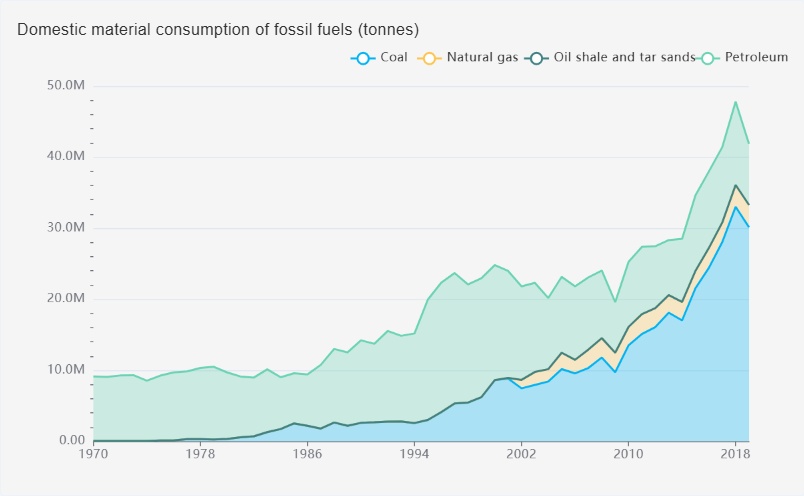 Domestic material consumption of fossil fuels (tonnes)
Coal Natural gas Oil shale and tar sands Petroleum
50.0M
40.0M
30.0M
20.0M
10.0M
0.00
1970 1978 1986 1994 2002 2010 2018